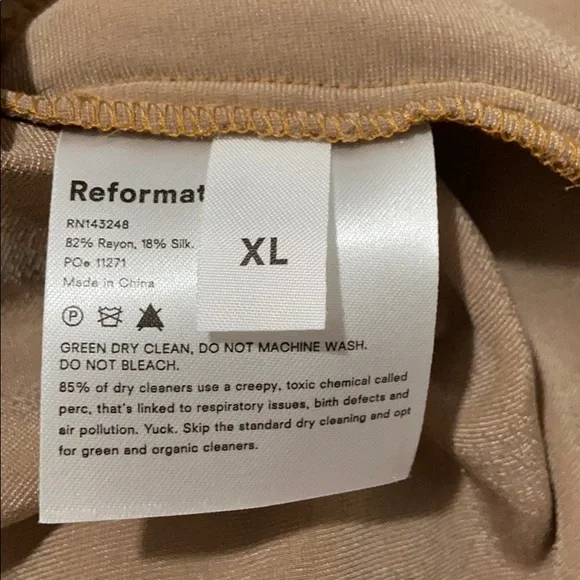 Reformat
RN143248
82% Rayon, 18% Silk.
PO# 11271
Made in China
XL
P
GREEN DRY CLEAN, DO NOT MACHINE WASH.
DO NOT BLEACH.
85% of dry cleaners use a creepy, toxic chemical called
perc, that's linked to respiratory issues, birth defects and
air pollution. Yuck. Skip the standard dry cleaning and opt
for green and organic cleaners.